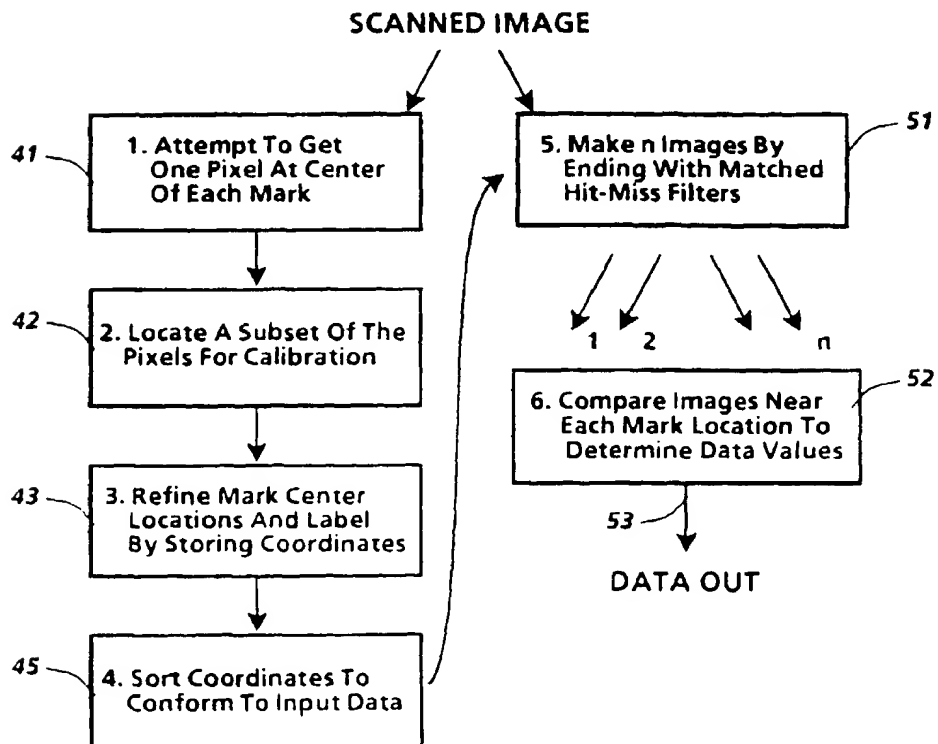 SCANNED IMAGE
41
1. Attempt To Get
One Pixel At Center
Of Each Mark
42
2. Locate A Subset Of The
Pixels For Calibration
43
3. Refine Mark Center
Locations And Label
By Storing Coordinates
45
4. Sort Coordinates To
Conform To Input Data
51
5. Make n Images By
Ending With Matched
Hit-Miss Filters
1 2 n
52
6. Compare Images Near
Each Mark Location To
Determine Data Values
53
DATA OUT